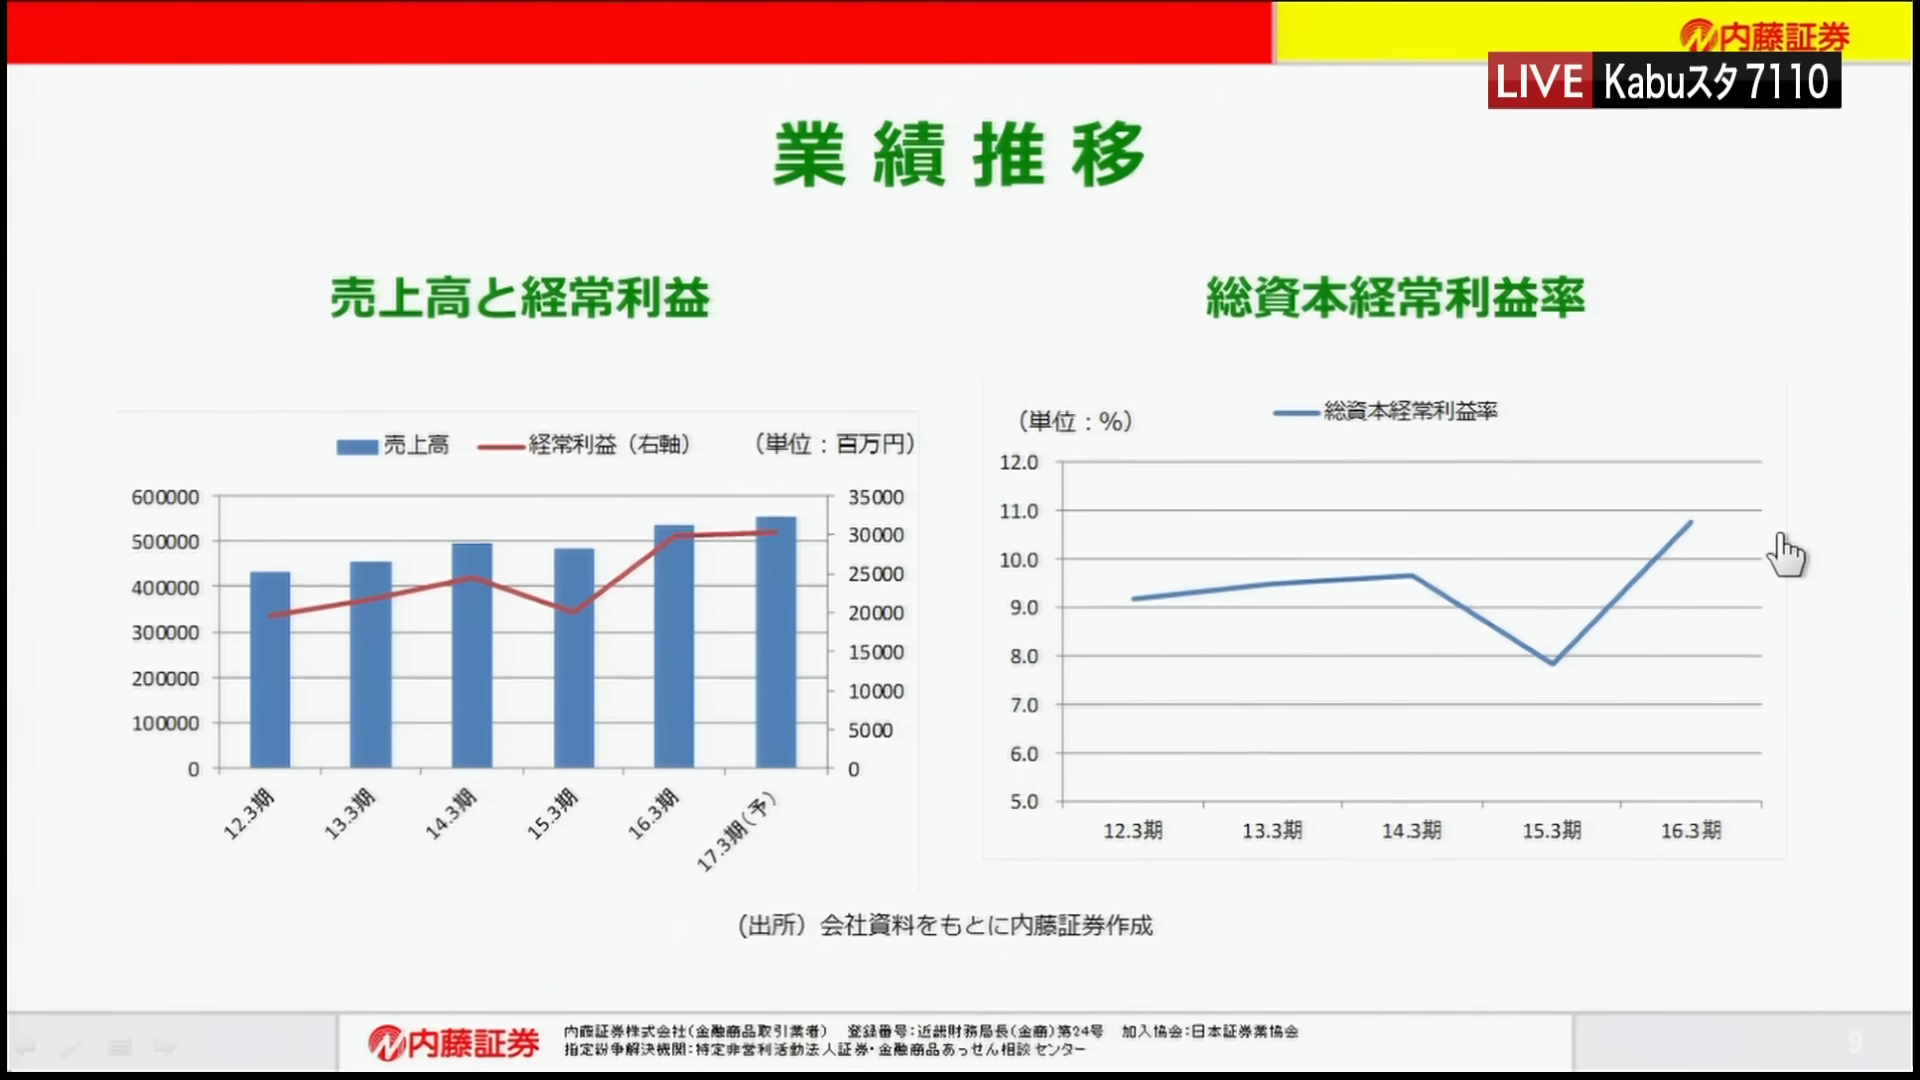 内藤証券
LIVE Kabuスタ 7110
業績推移
売上高と経常利益
総資本経常利益率
売上高 経常利益（右軸） （単位：百万円）
600000
500000
400000
300000
200000
100000
0
35000
30000
25000
20000
15000
10000
5000
0
12.3期 13.3期 14.3期 15.3期 16.3期 17.3期（予）
（単位：%） 総資本経常利益率
12.0
11.0
10.0
9.0
8.0
7.0
6.0
5.0
12.3期 13.3期 14.3期 15.3期 16.3期
（出所）会社資料をもとに内藤証券作成
内藤証券
内藤証券株式会社（金融商品取引業者） 登録番号：近畿財務局長（金商）第24号 加入協会：日本証券業協会
指定紛争解決機関：特定非営利活動法人証券・金融商品あっせん相談センター
9